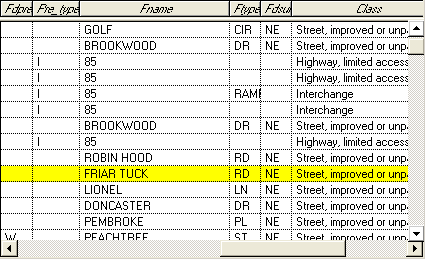 Fdpre Pre_type Fname Ftype Fdsu Class
GOLF CIR NE Street, improved or unpa
BROOKWOOD DR NE Street, improved or unpa
I 85 Highway, limited access
I 85 Highway, limited access
I 85 RAMP Interchange
I 85 Interchange
BROOKWOOD DR NE Street, improved or unpa
I 85 Highway, limited access
ROBIN HOOD RD NE Street, improved or unpa
FRIAR TUCK RD NE Street, improved or unpa
LIONEL LN NE Street, improved or unpa
DONCASTER DR NE Street, improved or unpa
PEMBROKE PL NE Street, improved or unpa
W PEACHTREE ST NE Street, improved or unpa